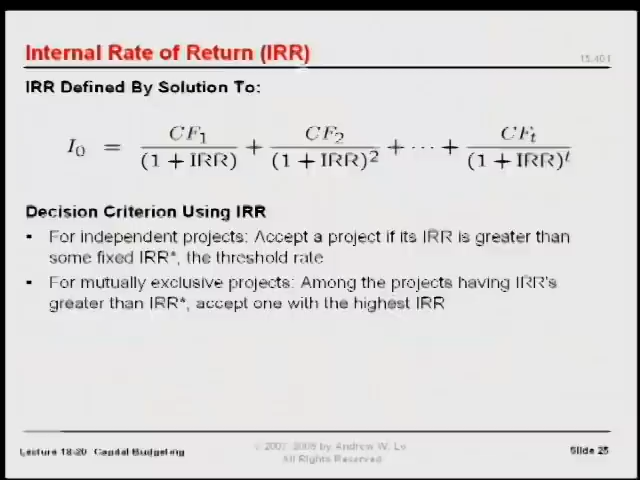 Internal Rate of Return (IRR)
15.401
IRR Defined By Solution To:
I₀ = CF₁/(1 + IRR) + CF₂/(1 + IRR)² + ··· + CFₜ/(1 + IRR)ᵗ
Decision Criterion Using IRR
▪ For independent projects: Accept a project if its IRR is greater than
some fixed IRR*, the threshold rate
▪ For mutually exclusive projects: Among the projects having IRR's
greater than IRR*, accept one with the highest IRR
Lecture 18-20 Capital Budgeting
© 2007-2008 by Andrew W. Lo
All Rights Reserved
Slide 25